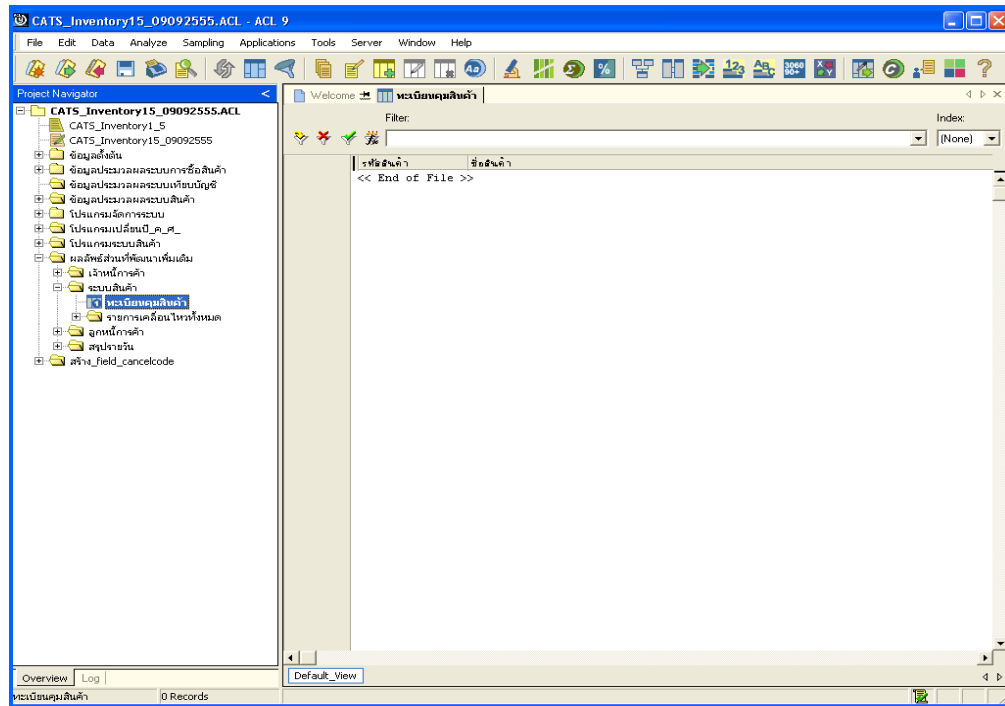 CATS_Inventory15_09092555.ACL - ACL 9
File Edit Data Analyze Sampling Applications Tools Server Window Help
Project Navigator <
CATS_Inventory15_09092555.ACL
CATS_Inventory1_5
CATS_Inventory15_09092555
ข้อมูลตั้งต้น
ข้อมูลประมวลผลระบบการซื้อสินค้า
ข้อมูลประมวลผลระบบเทียบบัญชี
ข้อมูลประมวลผลระบบสินค้า
โปรแกรมจัดการระบบ
โปรแกรมเปลี่ยนปี_ค_ศ_
โปรแกรมระบบสินค้า
ผลลัพธ์ส่วนที่พัฒนาเพิ่มเติม
เจ้าหนี้การค้า
ระบบสินค้า
ทะเบียนคุมสินค้า
รายการเคลื่อนไหวทั้งหมด
ลูกหนี้การค้า
สรุปรายวัน
สร้าง_field_cancelcode
Welcome ทะเบียนคุมสินค้า
Filter: Index:
(None)
รหัสสินค้า ชื่อสินค้า
<< End of File >>
Default_View
Overview Log
ทะเบียนคุมสินค้า 0 Records